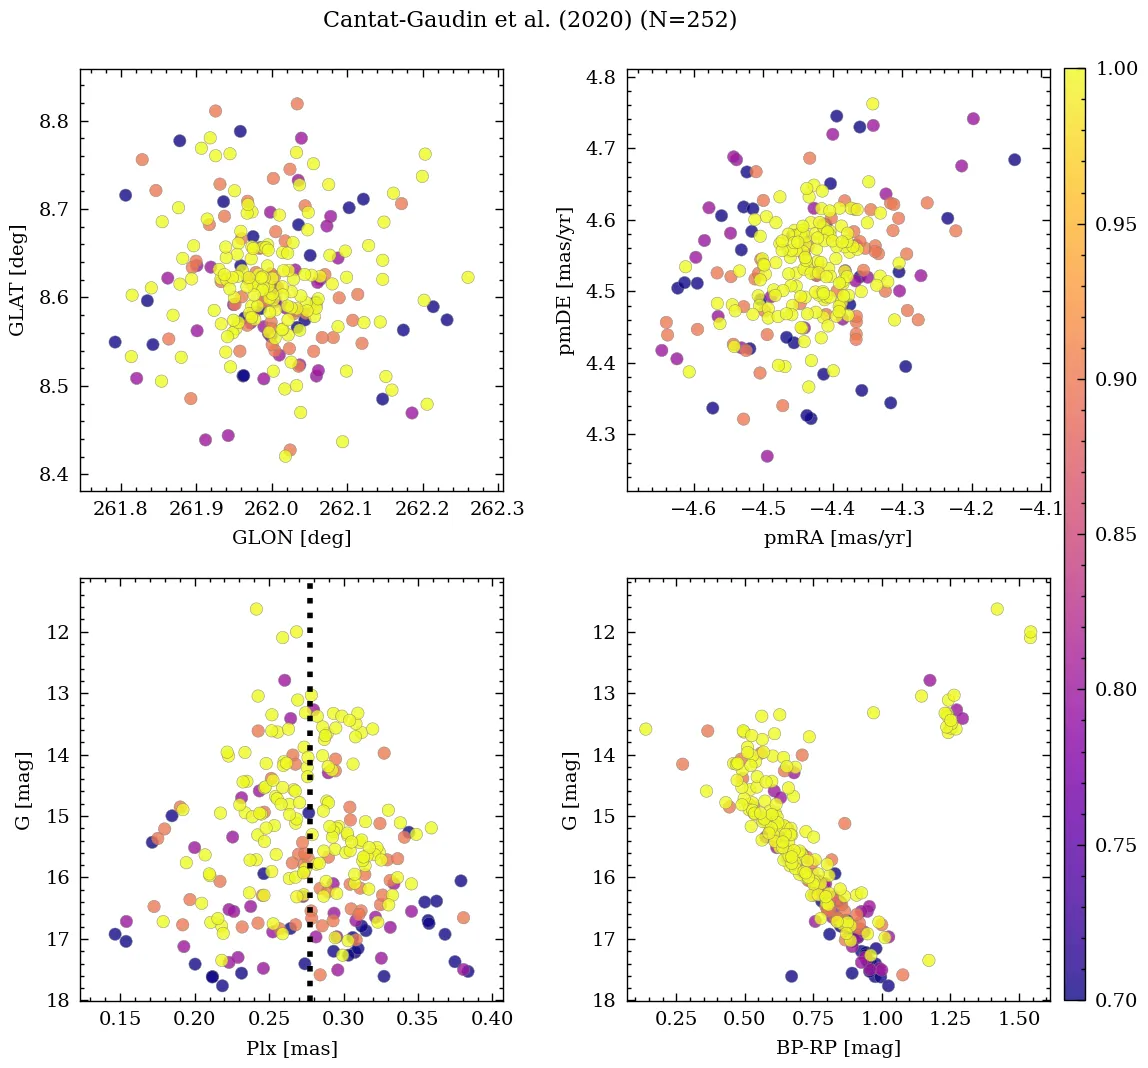 Cantat-Gaudin et al. (2020) (N=252)
8.8
8.7
8.6
8.5
8.4
GLAT [deg]
261.8 261.9 262.0 262.1 262.2 262.3
GLON [deg]
4.8
4.7
4.6
4.5
4.4
4.3
pmDE [mas/yr]
−4.6 −4.5 −4.4 −4.3 −4.2 −4.1
pmRA [mas/yr]
12
13
14
15
16
17
18
G [mag]
0.15 0.20 0.25 0.30 0.35 0.40
Plx [mas]
12
13
14
15
16
17
18
G [mag]
0.25 0.50 0.75 1.00 1.25 1.50
BP-RP [mag]
1.00
0.95
0.90
0.85
0.80
0.75
0.70